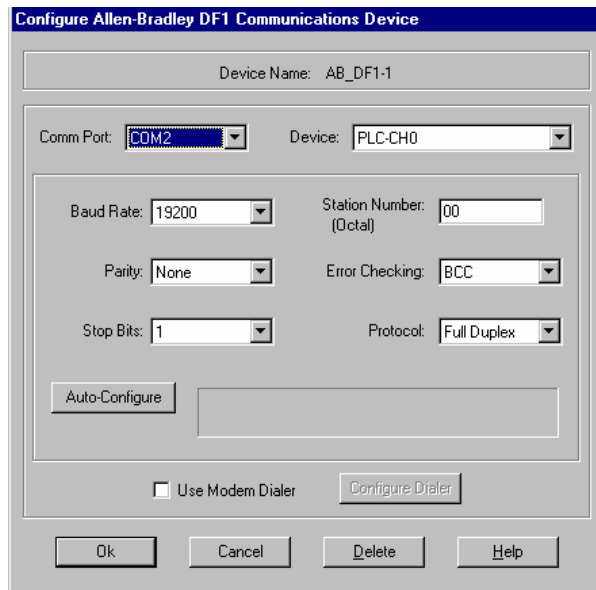 Configure Allen-Bradley DF1 Communications Device
Device Name: AB_DF1-1
Comm Port: COM2 Device: PLC-CH0
Baud Rate: 19200 Station Number: 00
(Octal)
Parity: None Error Checking: BCC
Stop Bits: 1 Protocol: Full Duplex
Auto-Configure
Use Modem Dialer Configure Dialer
Ok Cancel Delete Help